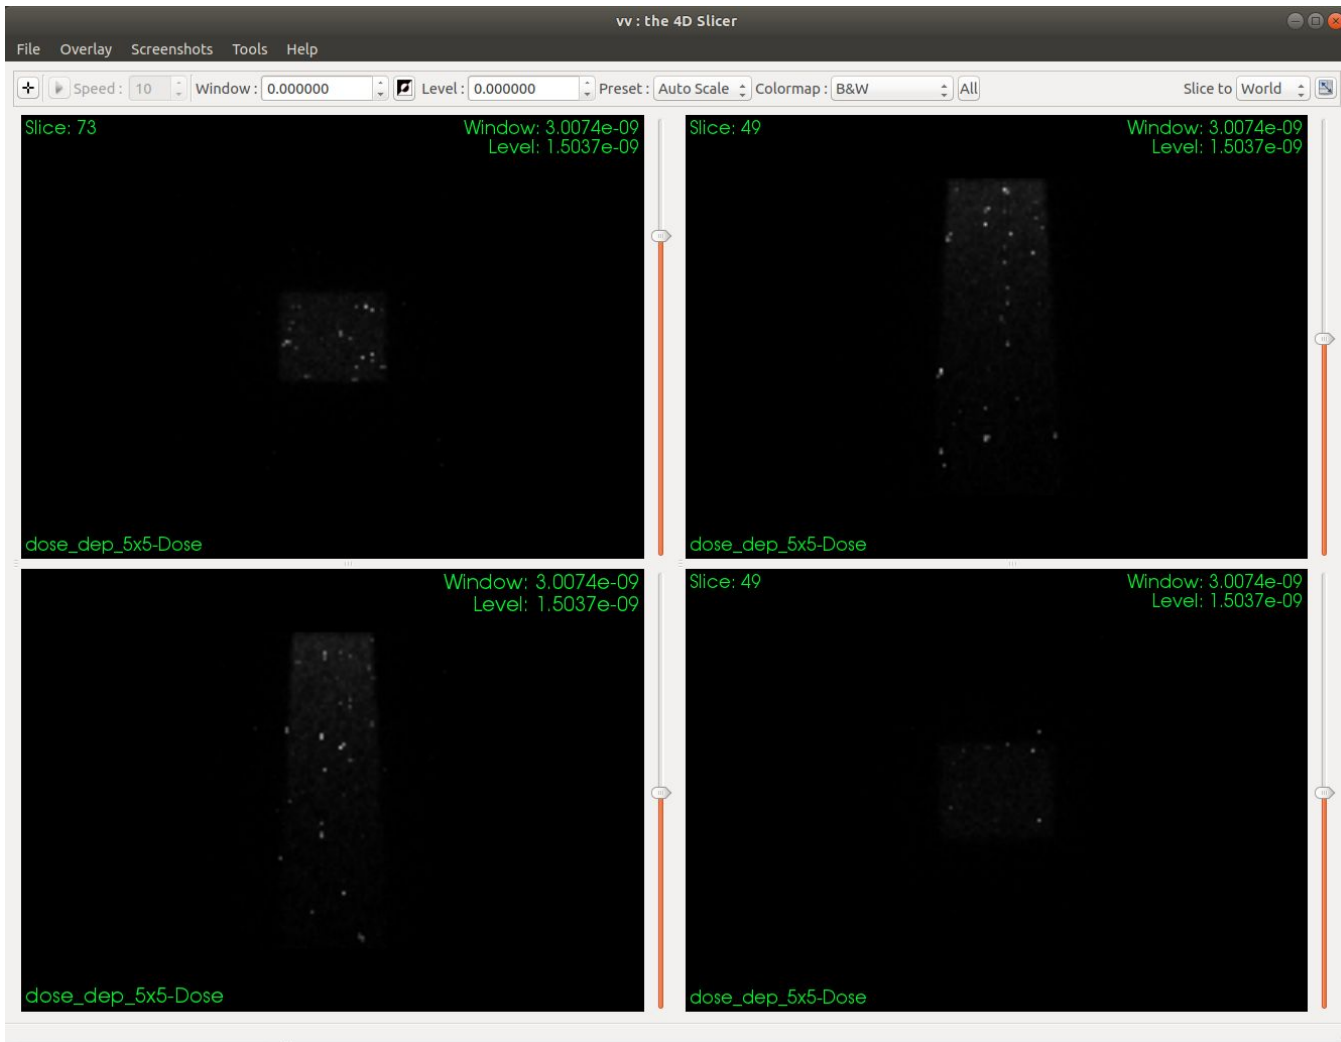 vv : the 4D Slicer
File Overlay Screenshots Tools Help
Speed : 10 Window : 0.000000 Level : 0.000000 Preset : Auto Scale Colormap : B&W All Slice to World
Slice: 73
Window: 3.0074e-09
Level: 1.5037e-09
dose_dep_5x5-Dose
Slice: 49
Window: 3.0074e-09
Level: 1.5037e-09
dose_dep_5x5-Dose
Window: 3.0074e-09
Level: 1.5037e-09
dose_dep_5x5-Dose
Slice: 49
Window: 3.0074e-09
Level: 1.5037e-09
dose_dep_5x5-Dose